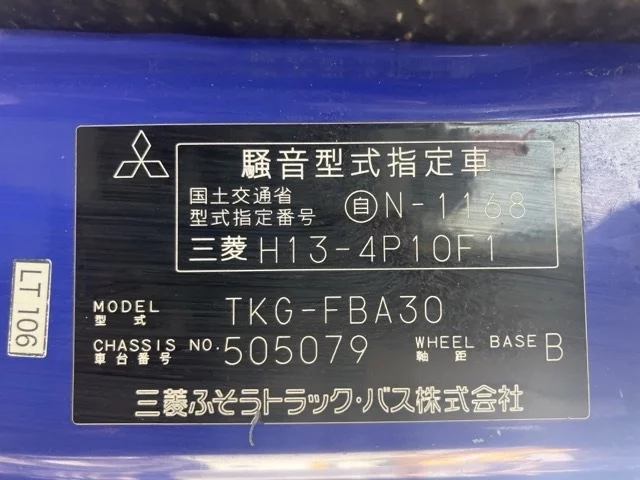 騒音型式指定車
国土交通省
型式指定番号 自N-1168
三菱 H13-4P10F1
MODEL
型式 TKG-FBA30
CHASSIS NO.
車台番号 505079
WHEEL BASE
軸距 B
三菱ふそうトラック・バス株式会社
LT 106